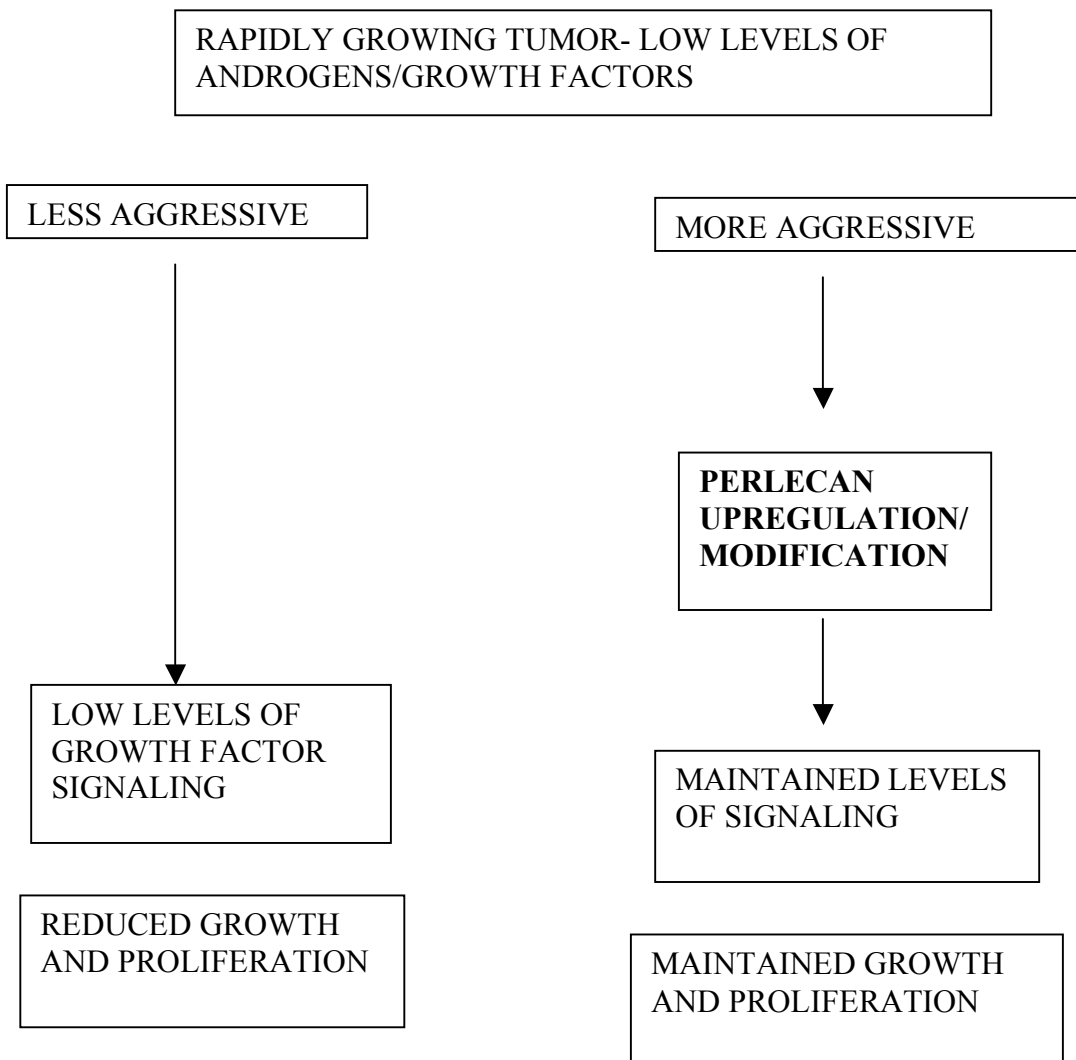 RAPIDLY GROWING TUMOR- LOW LEVELS OF
ANDROGENS/GROWTH FACTORS
LESS AGGRESSIVE
MORE AGGRESSIVE
PERLECAN
UPREGULATION/
MODIFICATION
LOW LEVELS OF
GROWTH FACTOR
SIGNALING
MAINTAINED LEVELS
OF SIGNALING
REDUCED GROWTH
AND PROLIFERATION
MAINTAINED GROWTH
AND PROLIFERATION